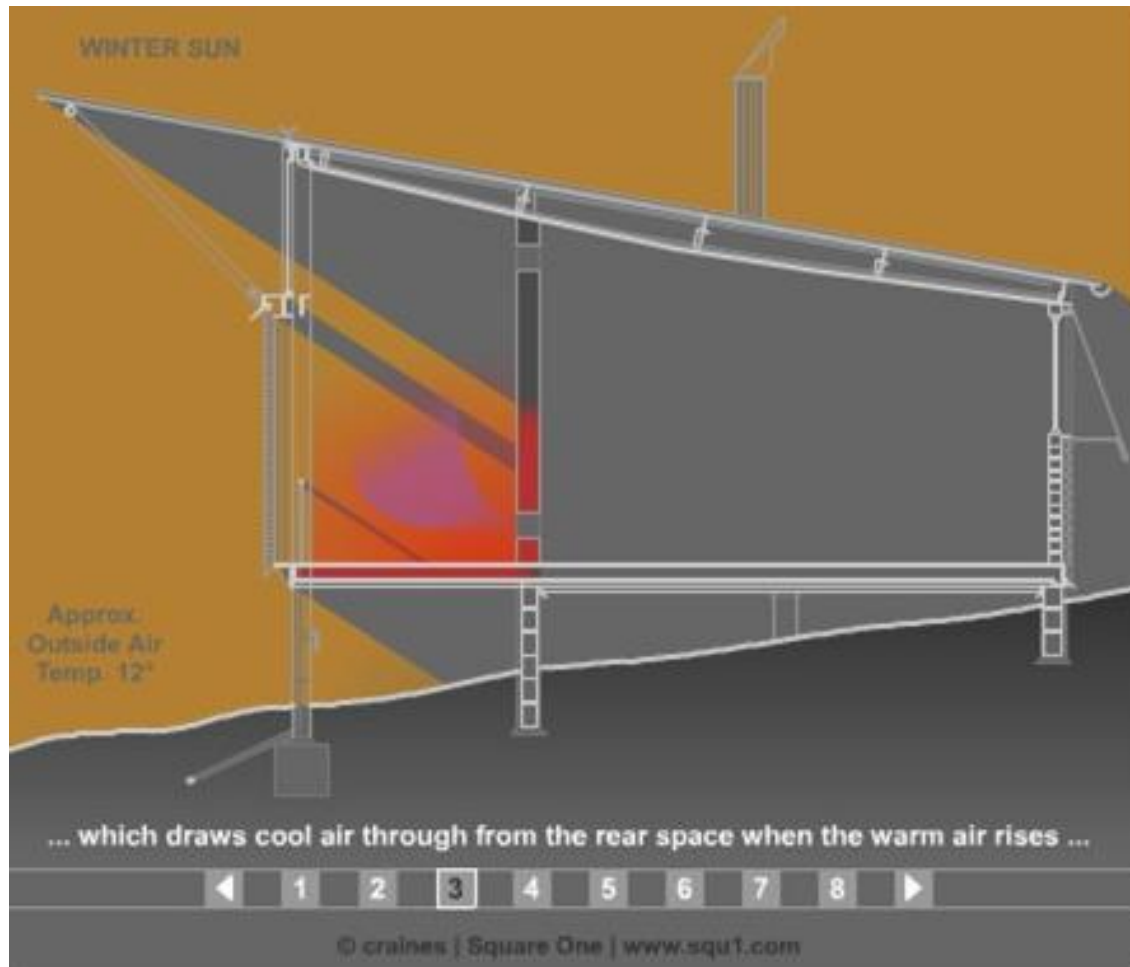 WINTER SUN
Approx.
Outside Air
Temp. 12°
... which draws cool air through from the rear space when the warm air rises ...
1 2 3 4 5 6 7 8
© craines | Square One | www.squ1.com